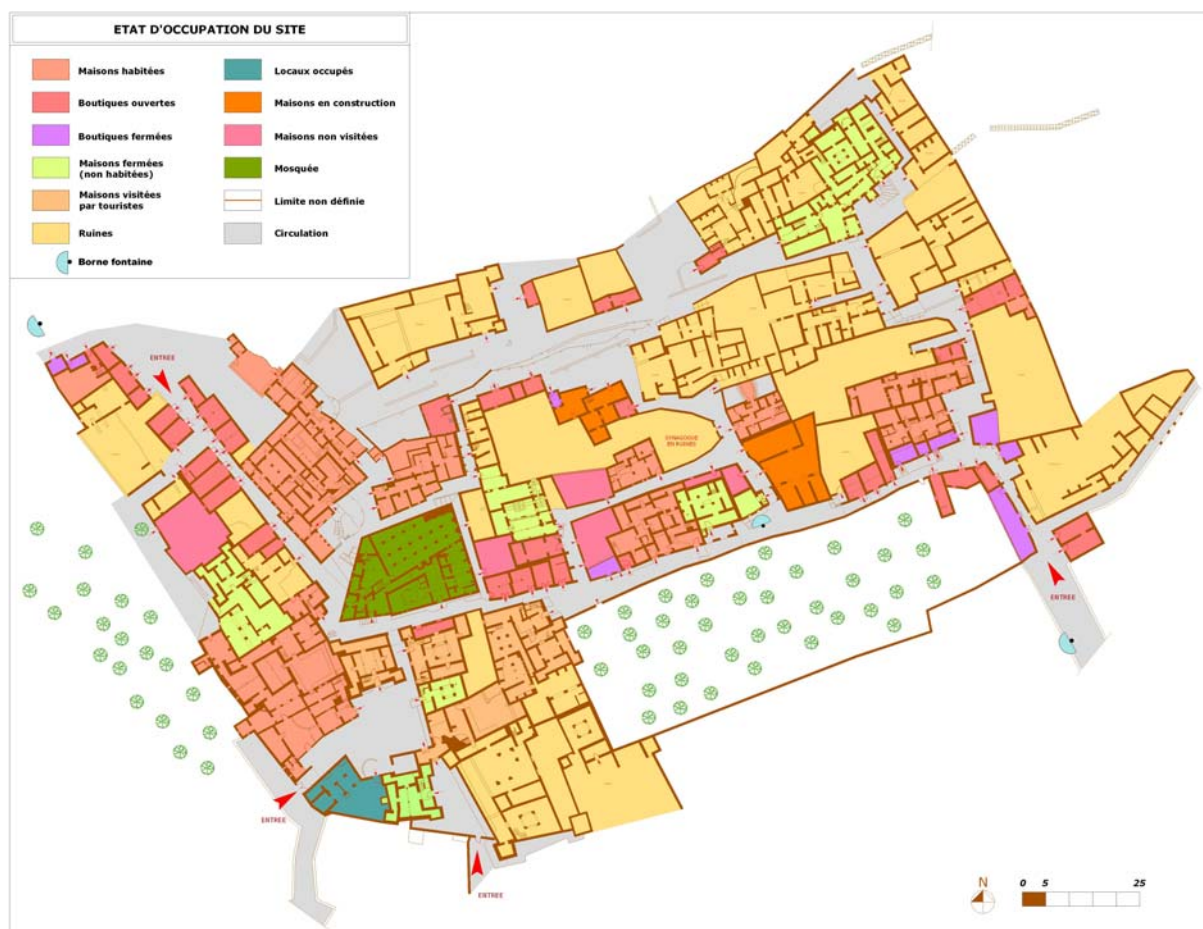 ETAT D'OCCUPATION DU SITE
Maisons habitées
Locaux occupés
Boutiques ouvertes
Maisons en construction
Boutiques fermées
Maisons non visitées
Maisons fermées
(non habitées)
Mosquée
Maisons visitées
par touristes
Limite non définie
Ruines
Circulation
Borne fontaine
ENTREE
SYNAGOGUE
EN RUINES
ENTREE
ENTREE
ENTREE
N
0 5 25